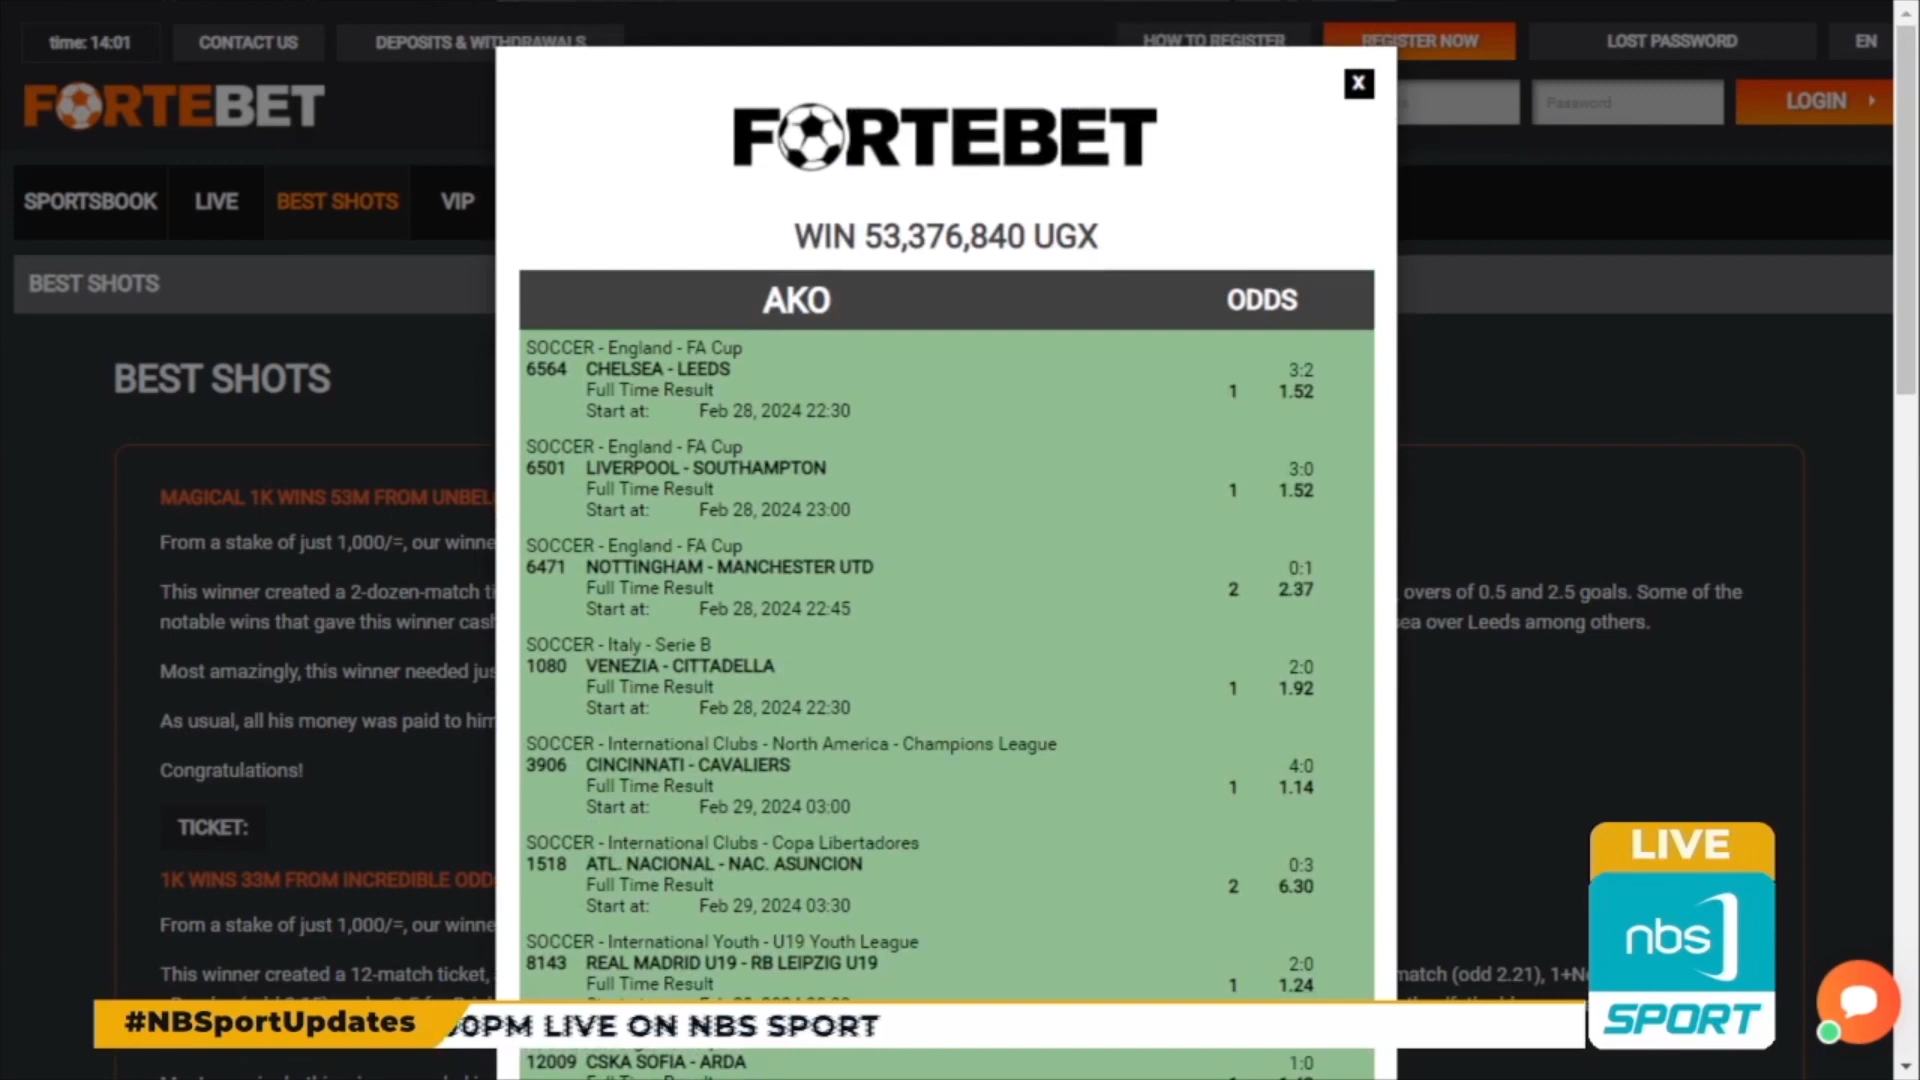 time: 14:01
CONTACT US
DEPOSITS & WITHDRAWALS
HOW TO REGISTER
REGISTER NOW
LOST PASSWORD
EN
FORTEBET
Password
LOGIN
SPORTSBOOK
LIVE
BEST SHOTS
VIP
BEST SHOTS
BEST SHOTS
MAGICAL 1K WINS 53M FROM
From a stake of just 1,000/=, our
This winner created a 2-dozen-match
overs of 0.5 and 2.5 goals. Some of the
notable wins that gave this winner
over Leeds among others.
Most amazingly, this winner needed
As usual, all his money was paid to
Congratulations!
TICKET:
1K WINS 33M FROM INCREDIBLE
From a stake of just 1,000/=, our
This winner created a 12-match ticket,
match (odd 2.21),
X
FORTEBET
WIN 53,376,840 UGX
AKO ODDS
SOCCER - England - FA Cup
6564 CHELSEA - LEEDS 3:2
Full Time Result 1 1.52
Start at: Feb 28, 2024 22:30
SOCCER - England - FA Cup
6501 LIVERPOOL - SOUTHAMPTON 3:0
Full Time Result 1 1.52
Start at: Feb 28, 2024 23:00
SOCCER - England - FA Cup
6471 NOTTINGHAM - MANCHESTER UTD 0:1
Full Time Result 2 2.37
Start at: Feb 28, 2024 22:45
SOCCER - Italy - Serie B
1080 VENEZIA - CITTADELLA 2:0
Full Time Result 1 1.92
Start at: Feb 28, 2024 22:30
SOCCER - International Clubs - North America - Champions League
3906 CINCINNATI - CAVALIERS 4:0
Full Time Result 1 1.14
Start at: Feb 29, 2024 03:00
SOCCER - International Clubs - Copa Libertadores
1518 ATL. NACIONAL - NAC. ASUNCION 0:3
Full Time Result 2 6.30
Start at: Feb 29, 2024 03:30
SOCCER - International Youth - U19 Youth League
8143 REAL MADRID U19 - RB LEIPZIG U19 2:0
Full Time Result 1 1.24
12009 CSKA SOFIA - ARDA 1:0
#NBSportUpdates
00PM LIVE ON NBS SPORT
LIVE
nbs
SPORT